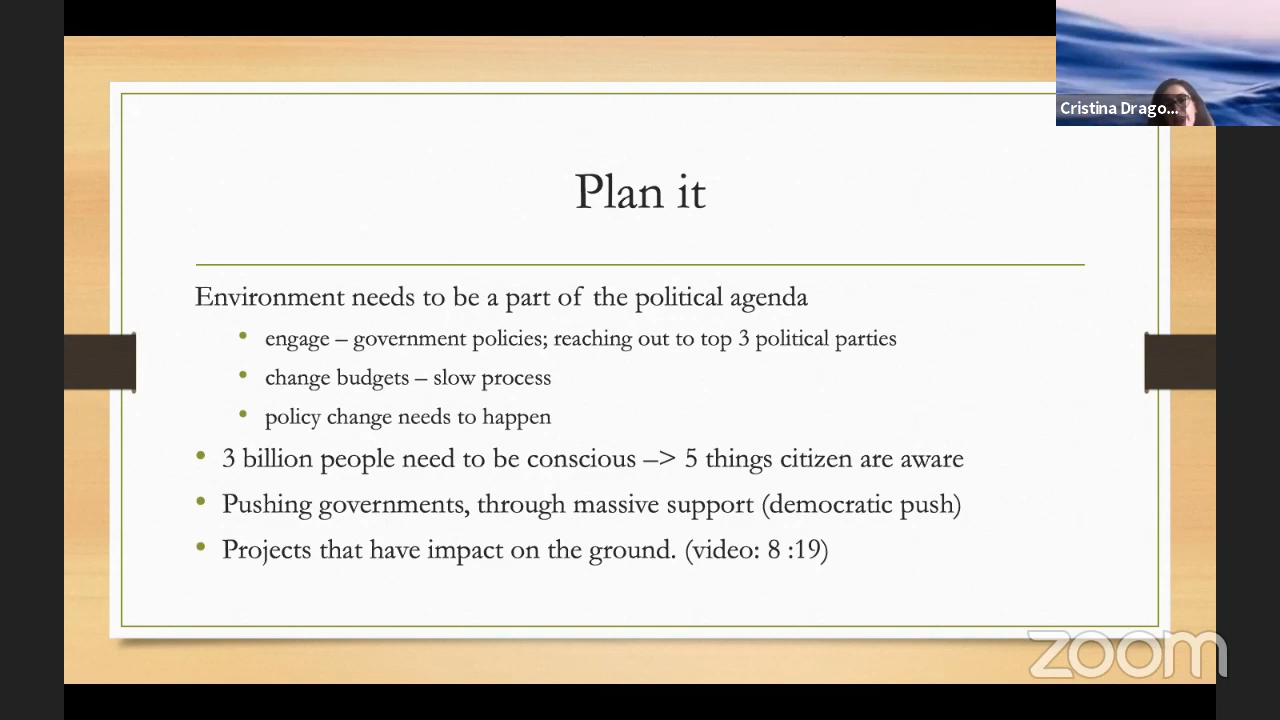 Cristina Drago...
Plan it
Environment needs to be a part of the political agenda
• engage – government policies; reaching out to top 3 political parties
• change budgets – slow process
• policy change needs to happen
• 3 billion people need to be conscious –> 5 things citizen are aware
• Pushing governments, through massive support (democratic push)
• Projects that have impact on the ground. (video: 8 :19)
zoom